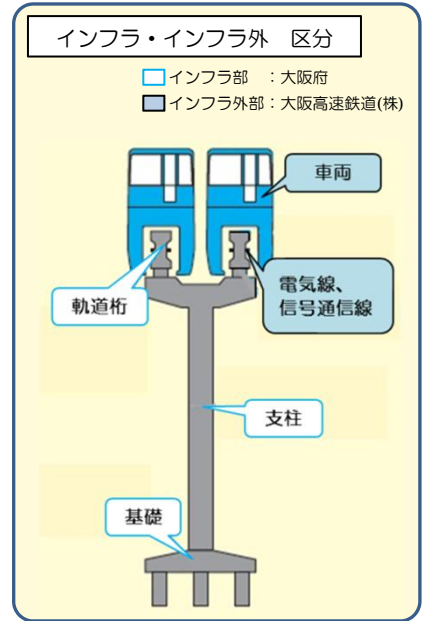 インフラ・インフラ外　区分
インフラ部　：大阪府
インフラ外部：大阪高速鉄道(株)
車両
軌道桁
電気線、
信号通信線
支柱
基礎